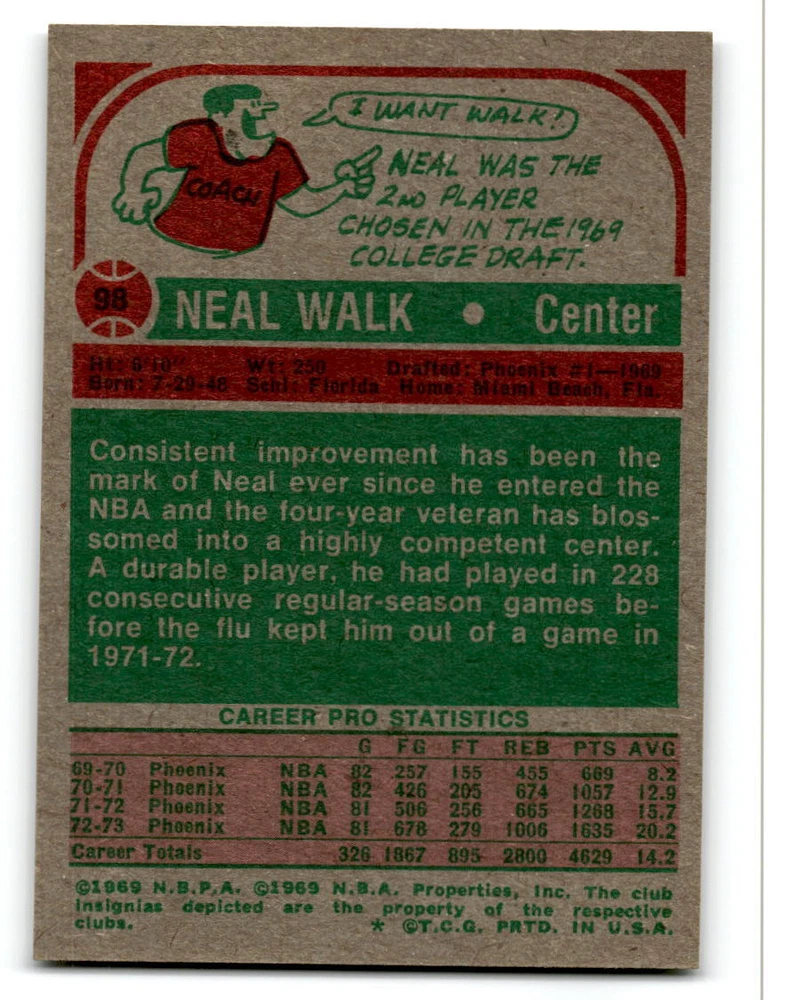 I WANT WALK!
COACH
NEAL WAS THE
2ND PLAYER
CHOSEN IN THE 1969
COLLEGE DRAFT.
98
NEAL WALK • Center
Ht: 6'10" Wt: 250 Drafted: Phoenix #1—1969
Born: 7-29-48 Schl: Florida Home: Miami Beach, Fla.
Consistent improvement has been the
mark of Neal ever since he entered the
NBA and the four-year veteran has blos-
somed into a highly competent center.
A durable player, he had played in 228
consecutive regular-season games be-
fore the flu kept him out of a game in
1971-72.
CAREER PRO STATISTICS
G FG FT REB PTS AVG
69-70 Phoenix NBA 82 257 155 455 669 8.2
70-71 Phoenix NBA 82 426 205 674 1057 12.9
71-72 Phoenix NBA 81 506 256 665 1268 15.7
72-73 Phoenix NBA 81 678 279 1006 1635 20.2
Career Totals 326 1867 895 2800 4629 14.2
©1969 N.B.P.A. ©1969 N.B.A. Properties, Inc. The club
insignias depicted are the property of the respective
clubs. * ©T.C.G. PRTD. IN U.S.A.